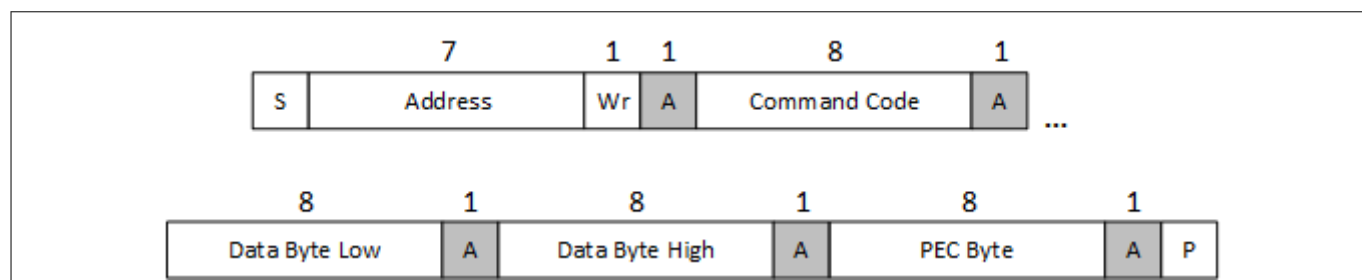 7 1 1 8 1
S Address Wr A Command Code A ...
8 1 8 1 8 1
Data Byte Low A Data Byte High A PEC Byte A P